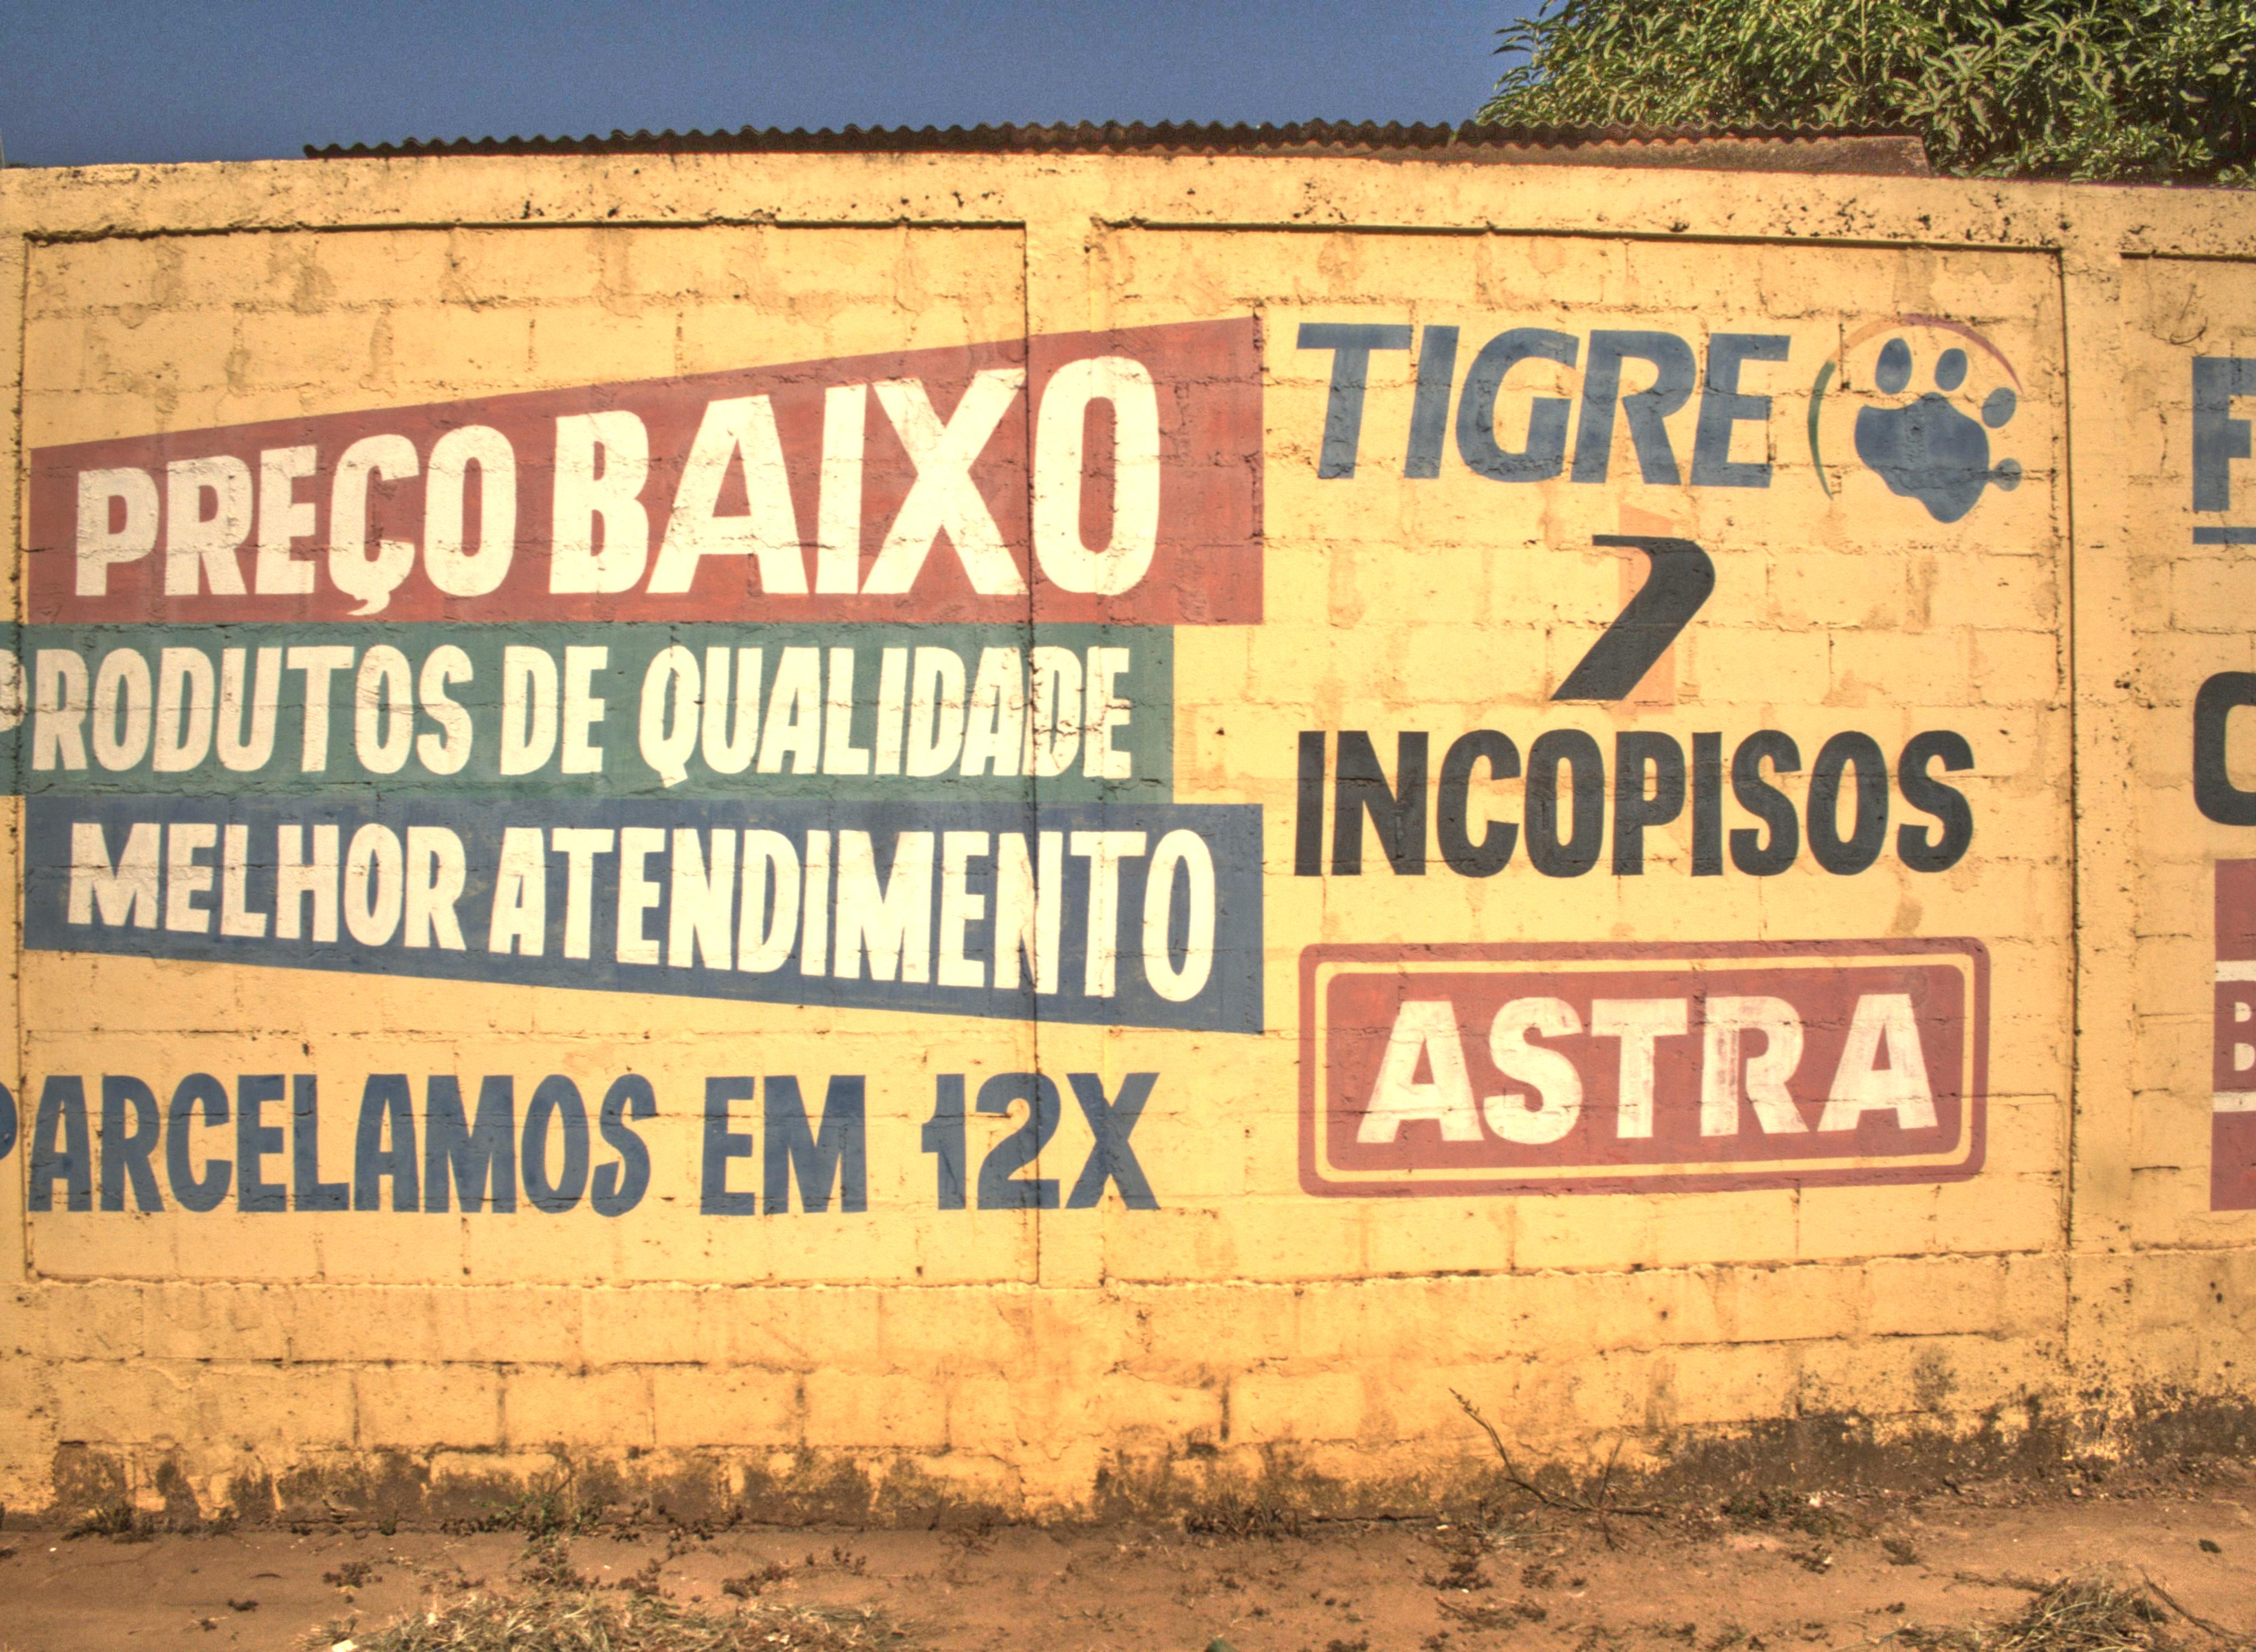 PREÇO BAIXO
PRODUTOS DE QUALIDADE
MELHOR ATENDIMENTO
PARCELAMOS EM 12X
TIGRE
INCOPISOS
ASTRA